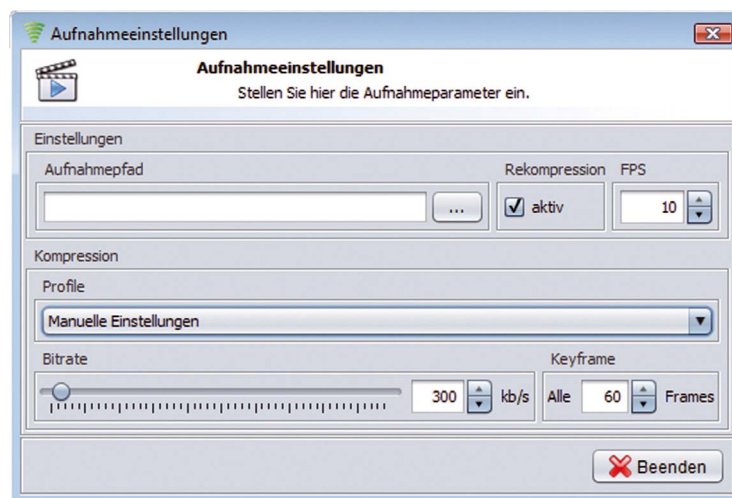 Aufnahmeeinstellungen
Aufnahmeeinstellungen
Stellen Sie hier die Aufnahmeparameter ein.
Einstellungen
Aufnahmepfad
Rekompression
FPS
...
aktiv
10
Kompression
Profile
Manuelle Einstellungen
Bitrate
Keyframe
300 kb/s
Alle 60 Frames
Beenden